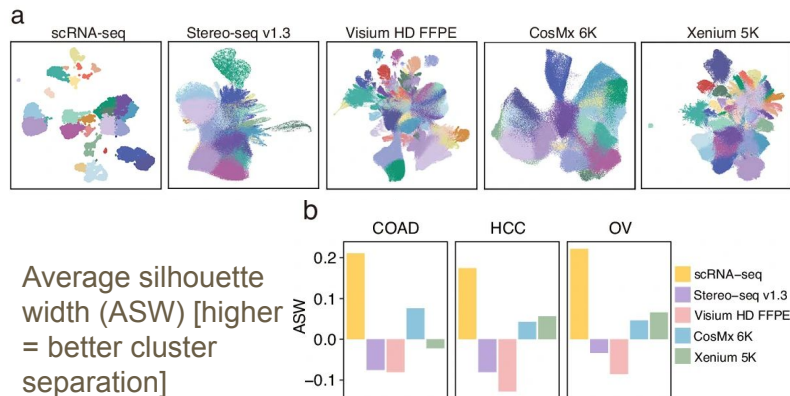 a
scRNA-seq
Stereo-seq v1.3
Visium HD FFPE
CosMx 6K
Xenium 5K
b
COAD
HCC
OV
Average silhouette
width (ASW) [higher
= better cluster
separation]
ASW
0.2
0.1
0.0
−0.1
scRNA−seq
Stereo−seq v1.3
Visium HD FFPE
CosMx 6K
Xenium 5K